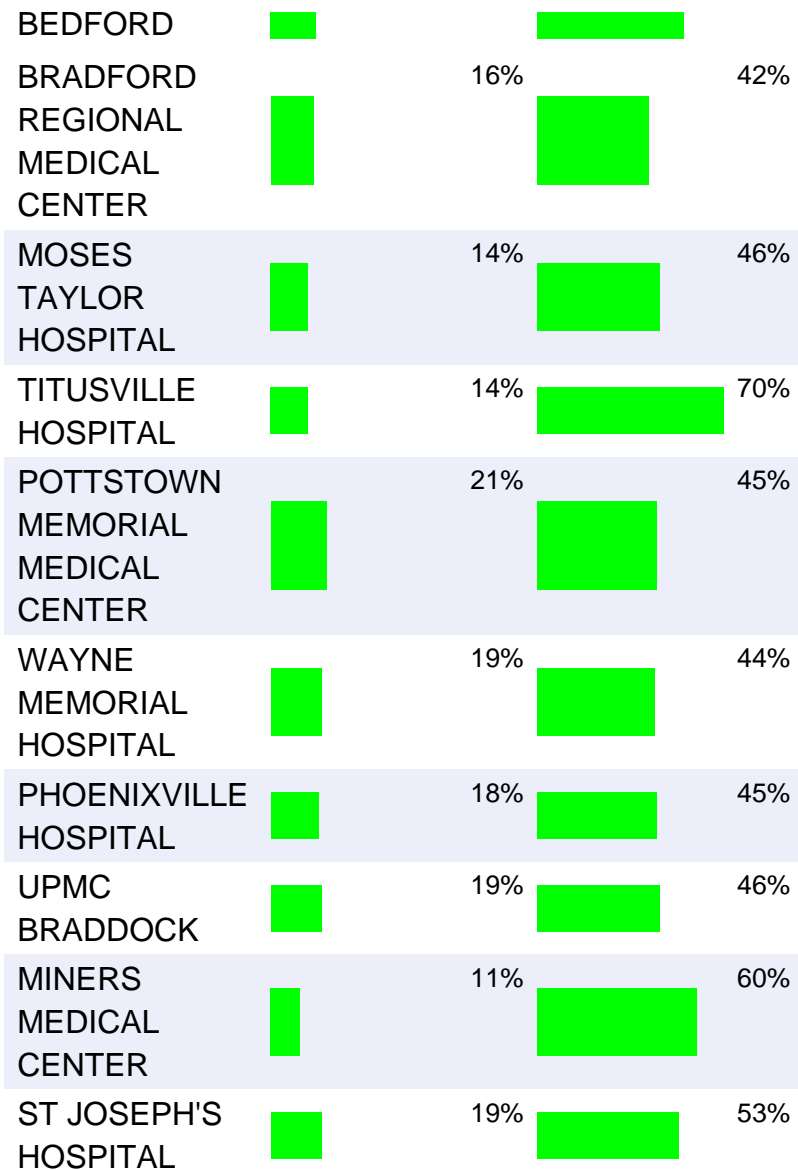 BEDFORD
BRADFORD 16% 42%
REGIONAL
MEDICAL
CENTER
MOSES 14% 46%
TAYLOR
HOSPITAL
TITUSVILLE 14% 70%
HOSPITAL
POTTSTOWN 21% 45%
MEMORIAL
MEDICAL
CENTER
WAYNE 19% 44%
MEMORIAL
HOSPITAL
PHOENIXVILLE 18% 45%
HOSPITAL
UPMC 19% 46%
BRADDOCK
MINERS 11% 60%
MEDICAL
CENTER
ST JOSEPH'S 19% 53%
HOSPITAL